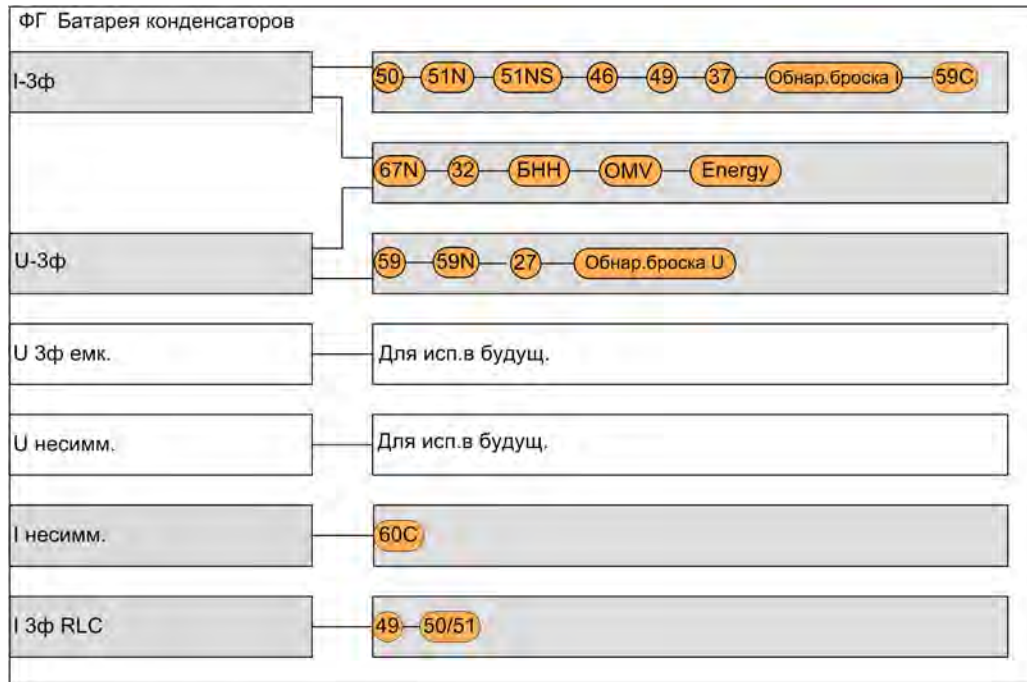 ФГ Батарея конденсаторов
I-3ф
50 51N 51NS 46 49 37 Обнар.броска I 59C
67N 32 БНН OMV Energy
U-3ф
59 59N 27 Обнар.броска U
U 3ф емк.
Для исп.в будущ.
U несимм.
Для исп.в будущ.
I несимм.
60C
I 3ф RLC
49 50/51